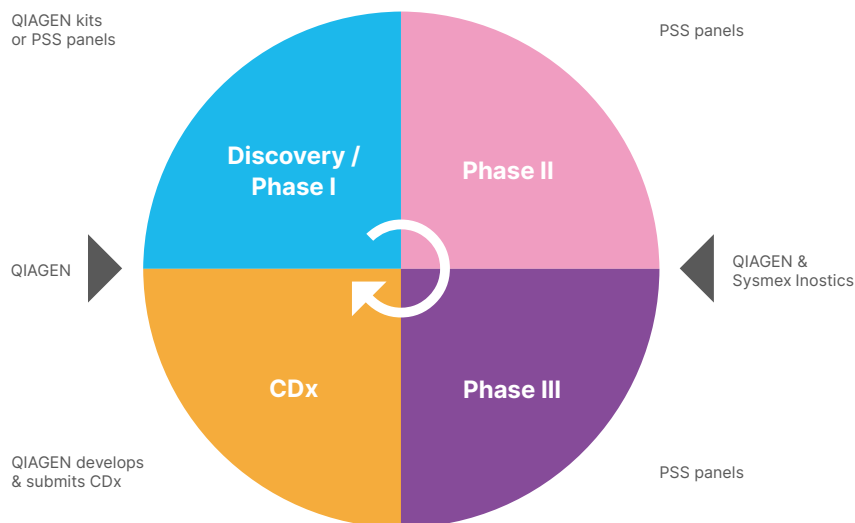 QIAGEN kits
or PSS panels
PSS panels
Discovery /
Phase I
Phase II
QIAGEN
QIAGEN &
Sysmex Inostics
CDx
Phase III
QIAGEN develops
& submits CDx
PSS panels